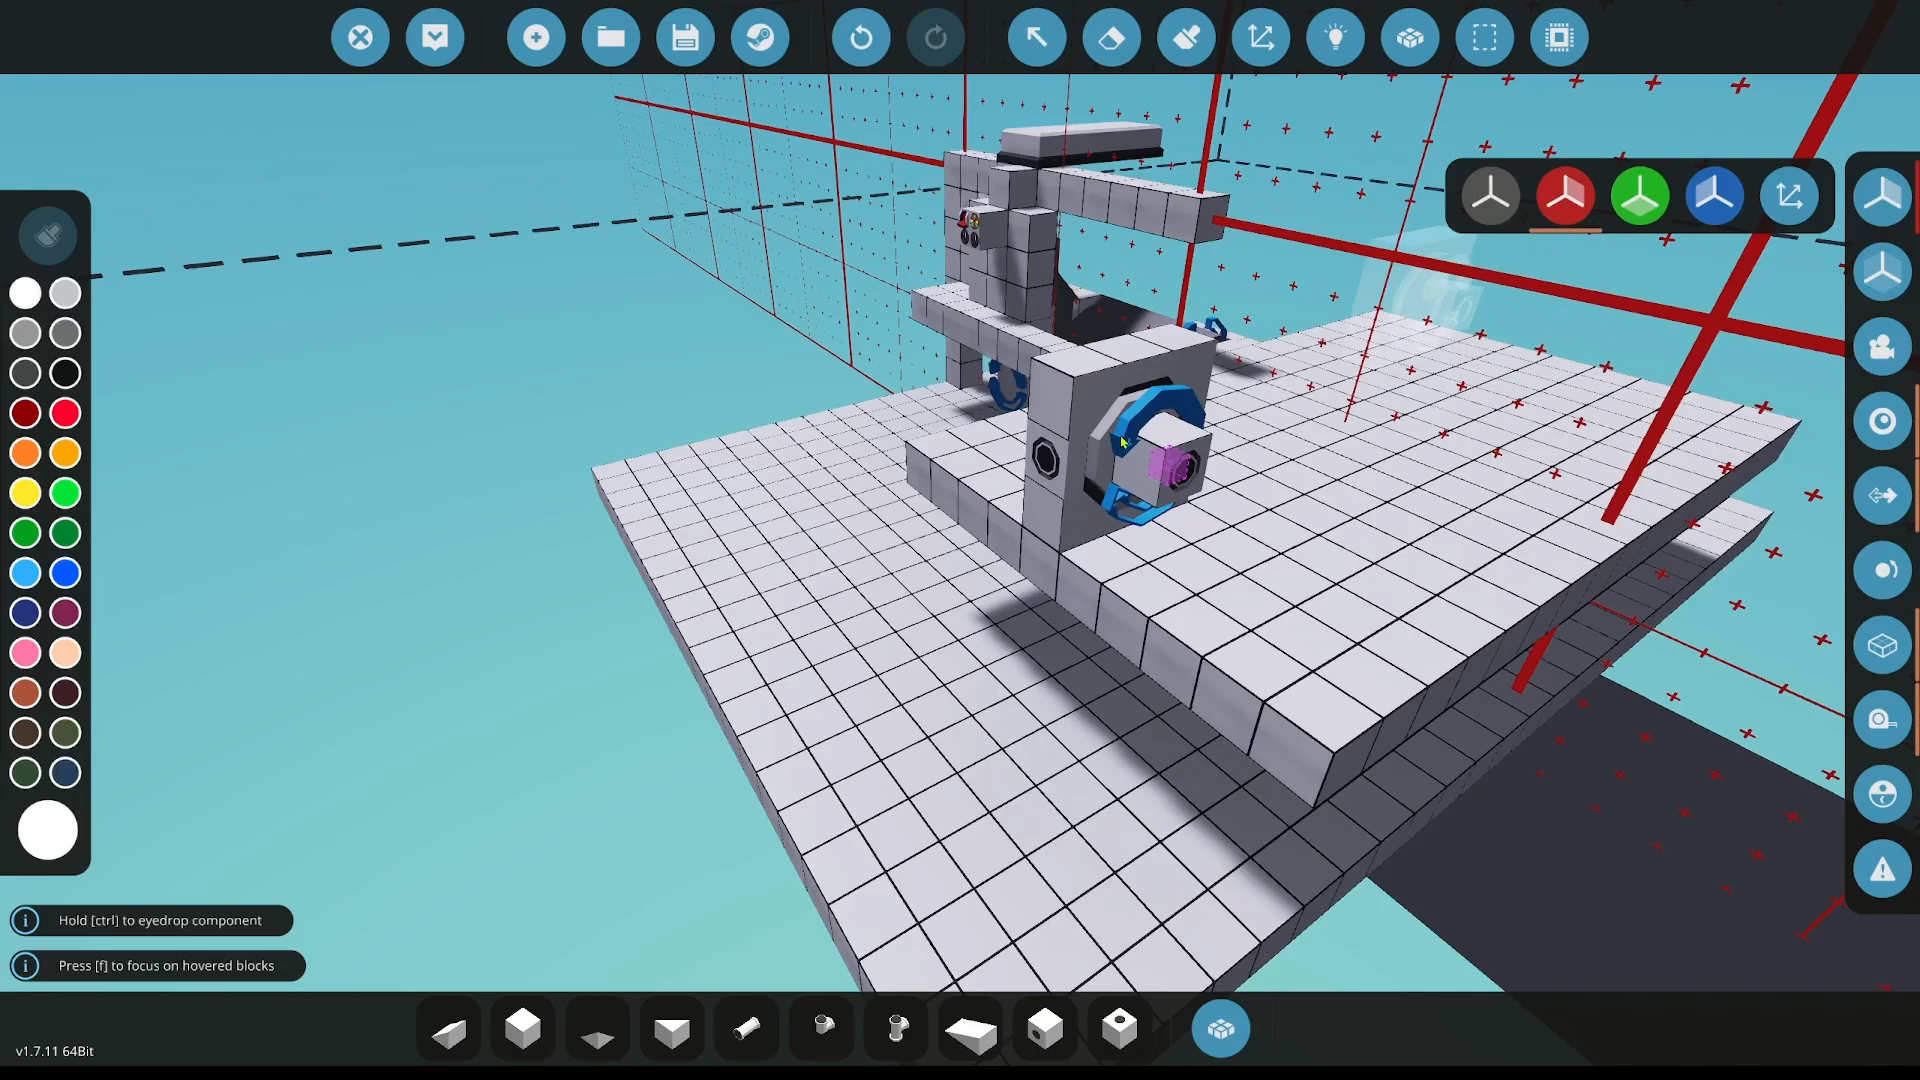 Hold [ctrl] to eyedrop component
Press [f] to focus on hovered blocks
v1.7.11 64Bit